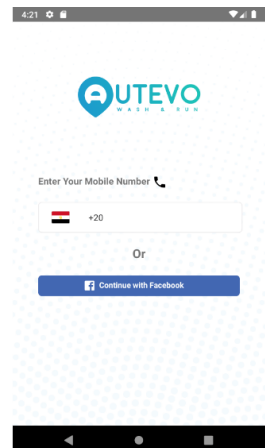 4:21
AUTEVO
WASH & RUN
Enter Your Mobile Number
+20
Or
Continue with Facebook